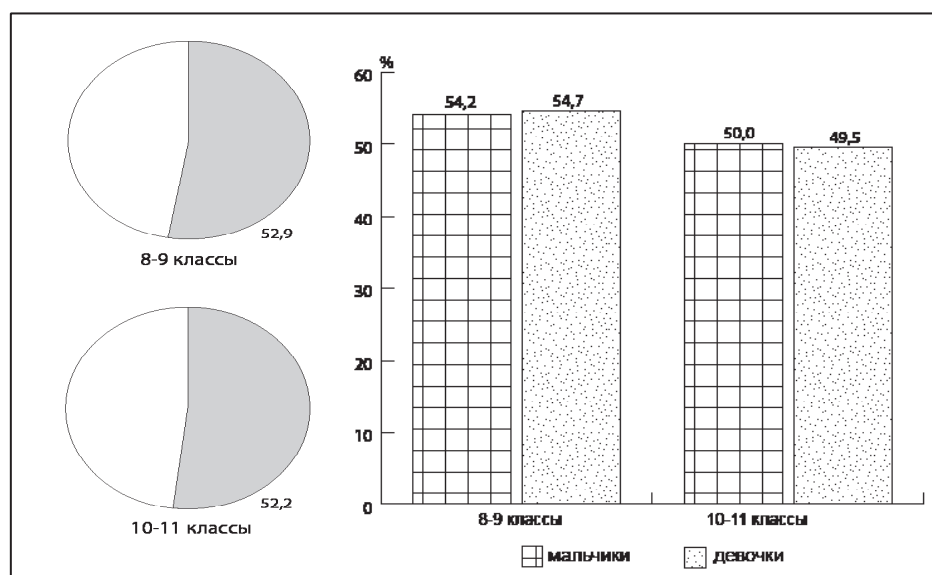 52,9
8-9 классы
52,2
10-11 классы
%
60
50
40
30
20
10
0
54,2
54,7
50,0
49,5
8-9 классы
10-11 классы
мальчики
девочки